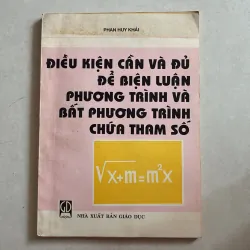 PHAN HUY KHẢI
ĐIỀU KIỆN CẦN VÀ ĐỦ
ĐỂ BIỆN LUẬN
PHƯƠNG TRÌNH VÀ
BẤT PHƯƠNG TRÌNH
CHỨA THAM SỐ
√x+m = m²x
GD
NHÀ XUẤT BẢN GIÁO DỤC